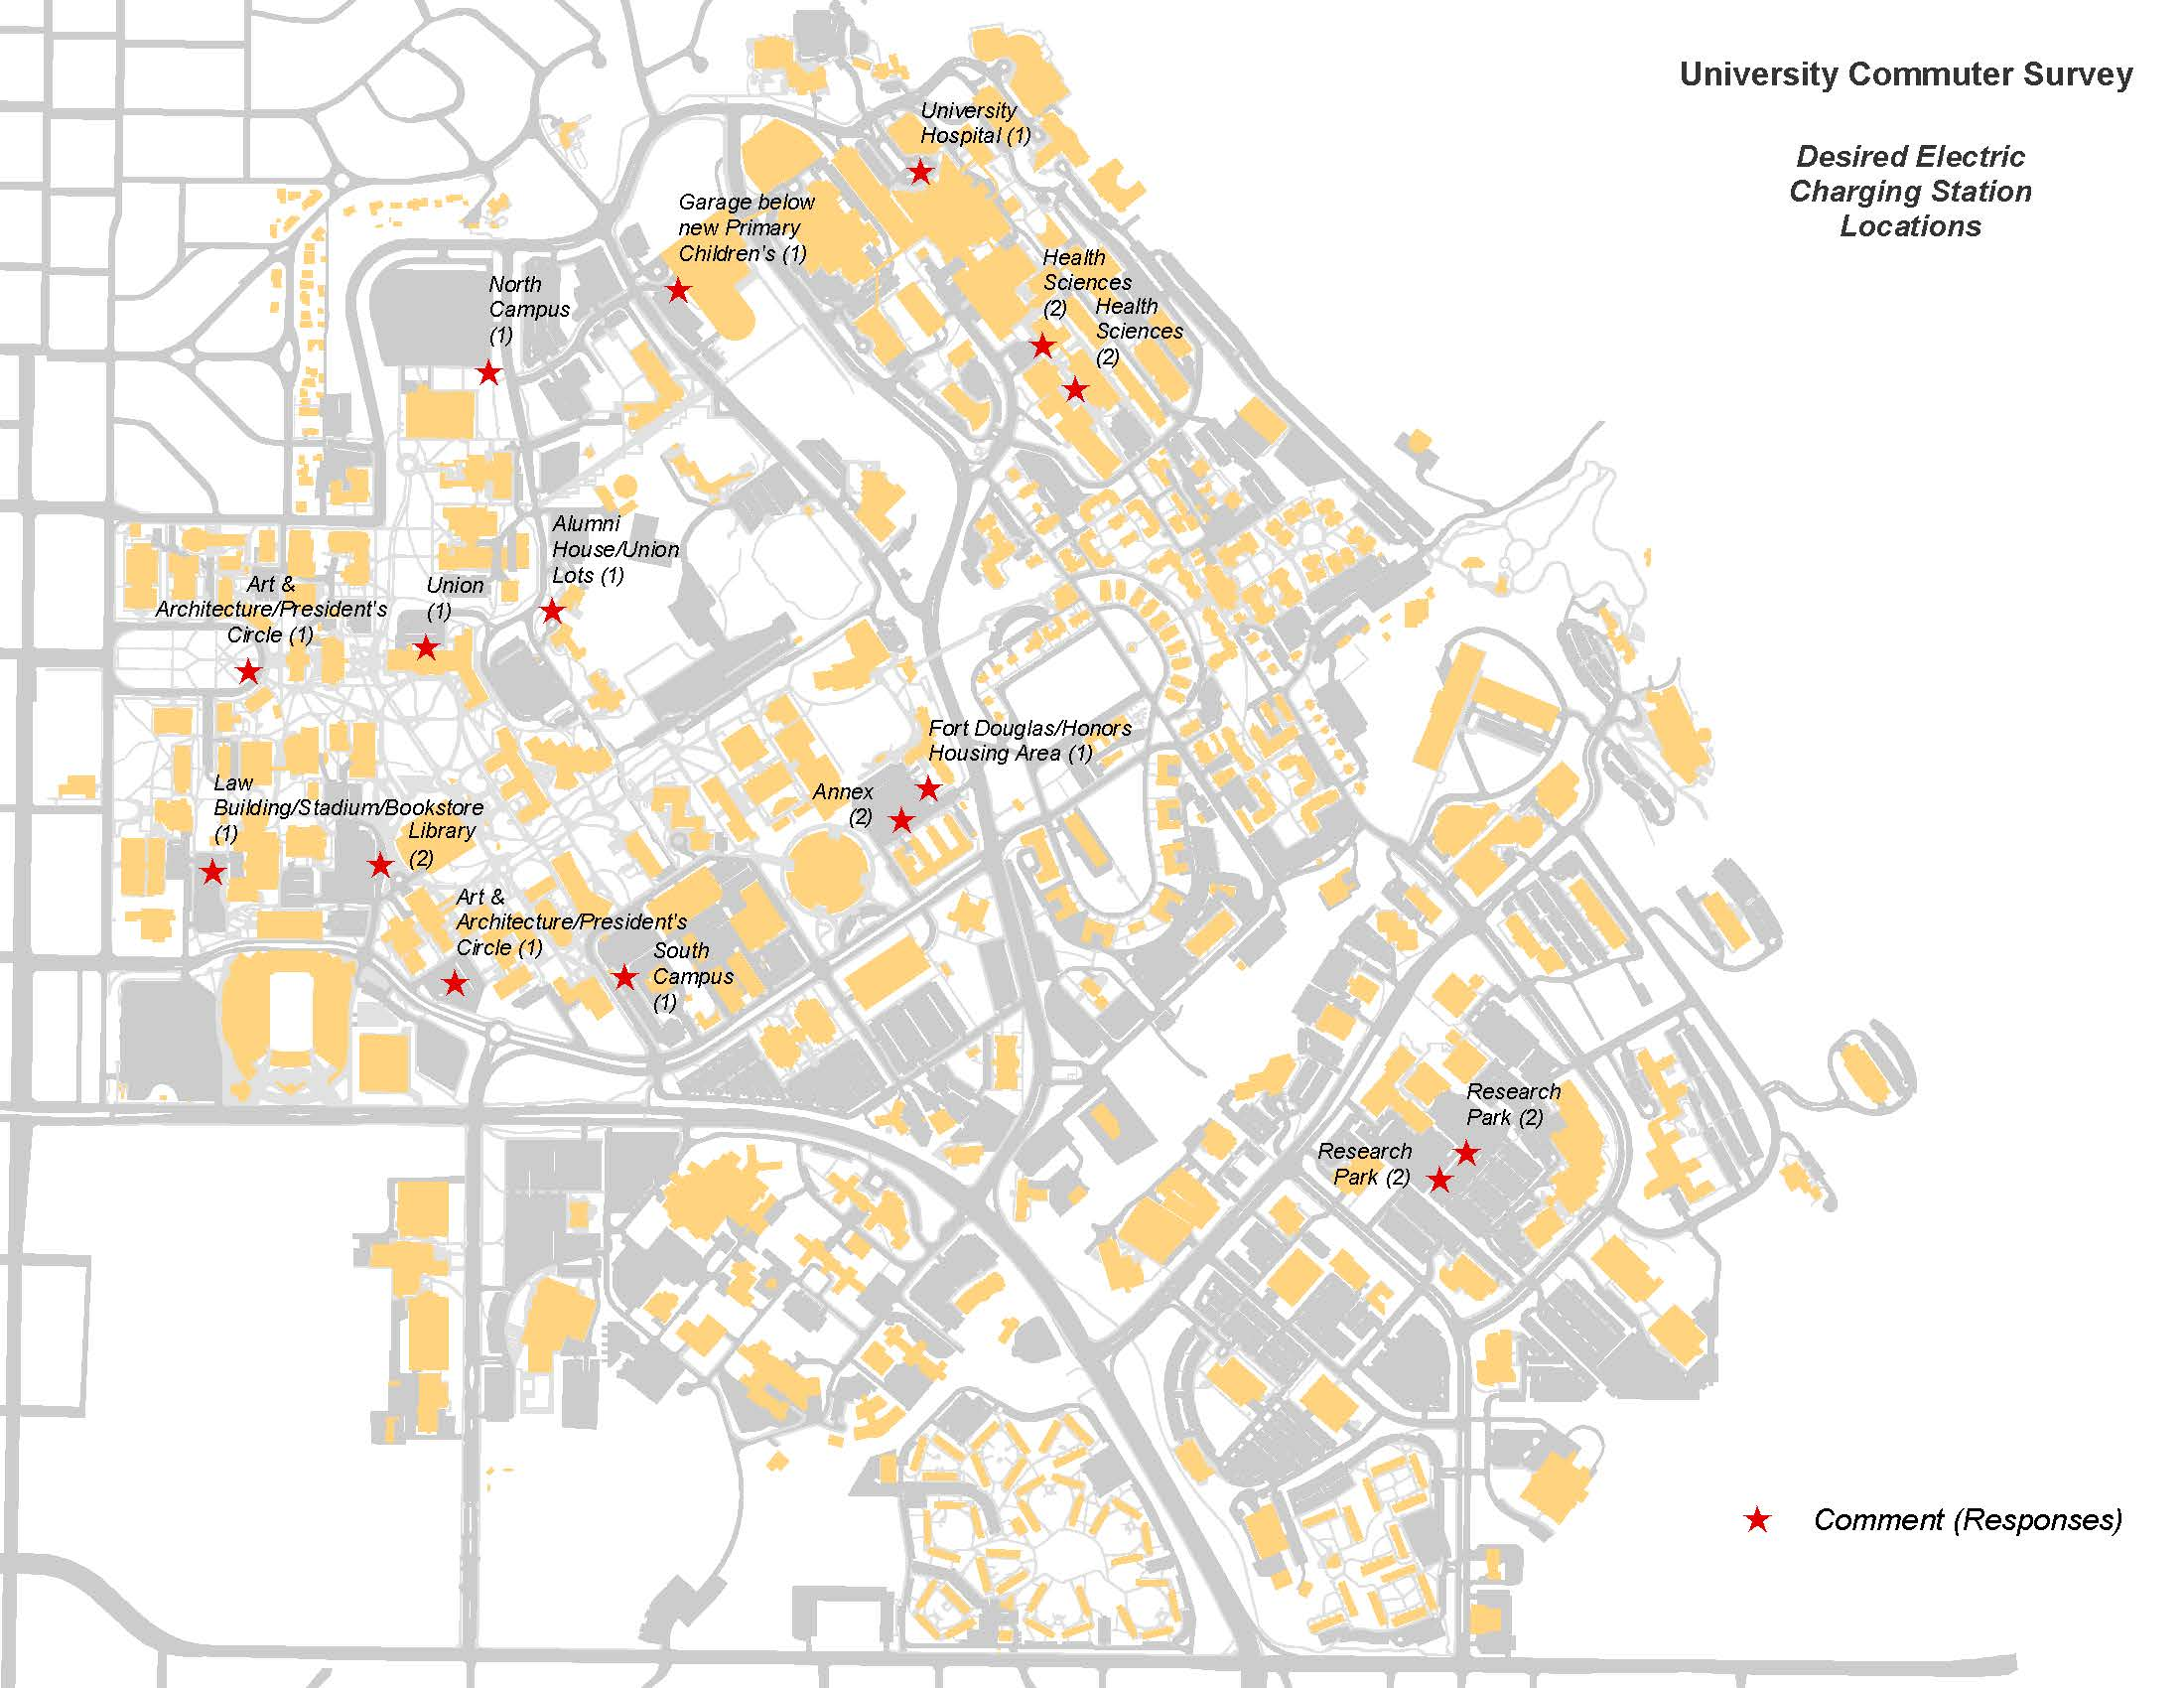 University Commuter Survey
Desired Electric
Charging Station
Locations
University
Hospital (1)
Garage below
new Primary
Children's (1)
Health
Sciences
(2)
Health
Sciences
(2)
North
Campus
(1)
Alumni
House/Union
Lots (1)
Art &
Architecture/President's
Circle (1)
Union
(1)
Fort Douglas/Honors
Housing Area (1)
Annex
(2)
Law
Building/Stadium/Bookstore
(1)
Library
(2)
Art &
Architecture/President's
Circle (1)
South
Campus
(1)
Research
Park (2)
Research
Park (2)
Comment (Responses)